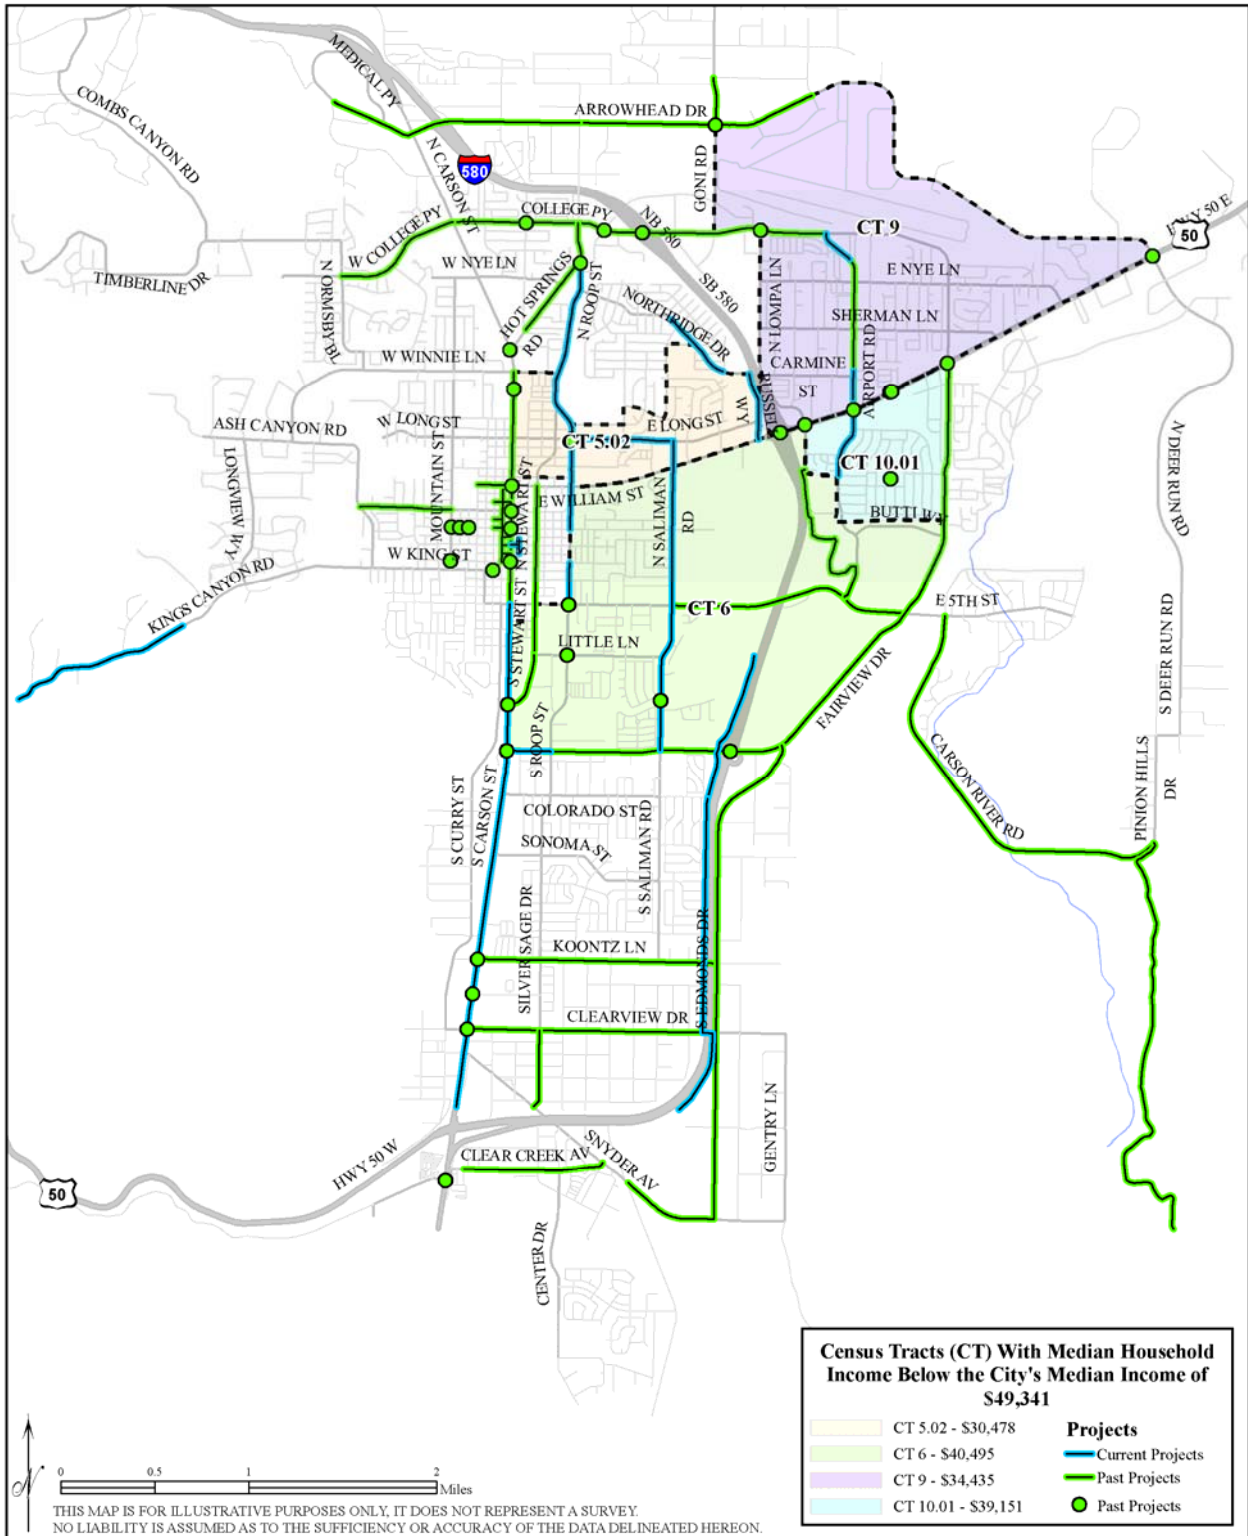 MEDICAL PY
COMBS CANYON RD
ARROWHEAD DR
N CARSON ST
580
GONI RD
COLLEGE PY
NB 580
HWY 50 E
50
W COLLEGE PY
CT 9
W NYE LN
E NYE LN
TIMBERLINE DR
N ORMSBY BL
HOT SPRINGS
RD
N ROOP ST
SB 580
N LOMPA LN
NORTHRIDGE DR
SHERMAN LN
W WINNIE LN
CARMINE
ST
AIRPORT RD
RUSSELL
WY
W LONG ST
E LONG ST
ASH CANYON RD
CT 5.02
LONGVIEW WY
MOUNTAIN ST
CT 10.01
N DEER RUN RD
E WILLIAM ST
N STEWART ST
N SALIMAN
RD
BUTTI WY
W KING ST
KINGS CANYON RD
CT 6
E 5TH ST
S STEWART ST
LITTLE LN
S DEER RUN RD
FAIRVIEW DR
S ROOP ST
CARSON RIVER RD
PINION HILLS
DR
S CURRY ST
S CARSON ST
COLORADO ST
SONOMA ST
S SALIMAN RD
SILVER SAGE DR
S EDMONDS DR
KOONTZ LN
CLEARVIEW DR
GENTRY LN
HWY 50 W
CLEAR CREEK AV
SNYDER AV
50
CENTER DR
Census Tracts (CT) With Median Household
Income Below the City's Median Income of
$49,341
CT 5.02 - $30,478
CT 6 - $40,495
CT 9 - $34,435
CT 10.01 - $39,151
Projects
Current Projects
Past Projects
Past Projects
N
0 0.5 1 2
Miles
THIS MAP IS FOR ILLUSTRATIVE PURPOSES ONLY, IT DOES NOT REPRESENT A SURVEY.
NO LIABILITY IS ASSUMED AS TO THE SUFFICIENCY OR ACCURACY OF THE DATA DELINEATED HEREON.